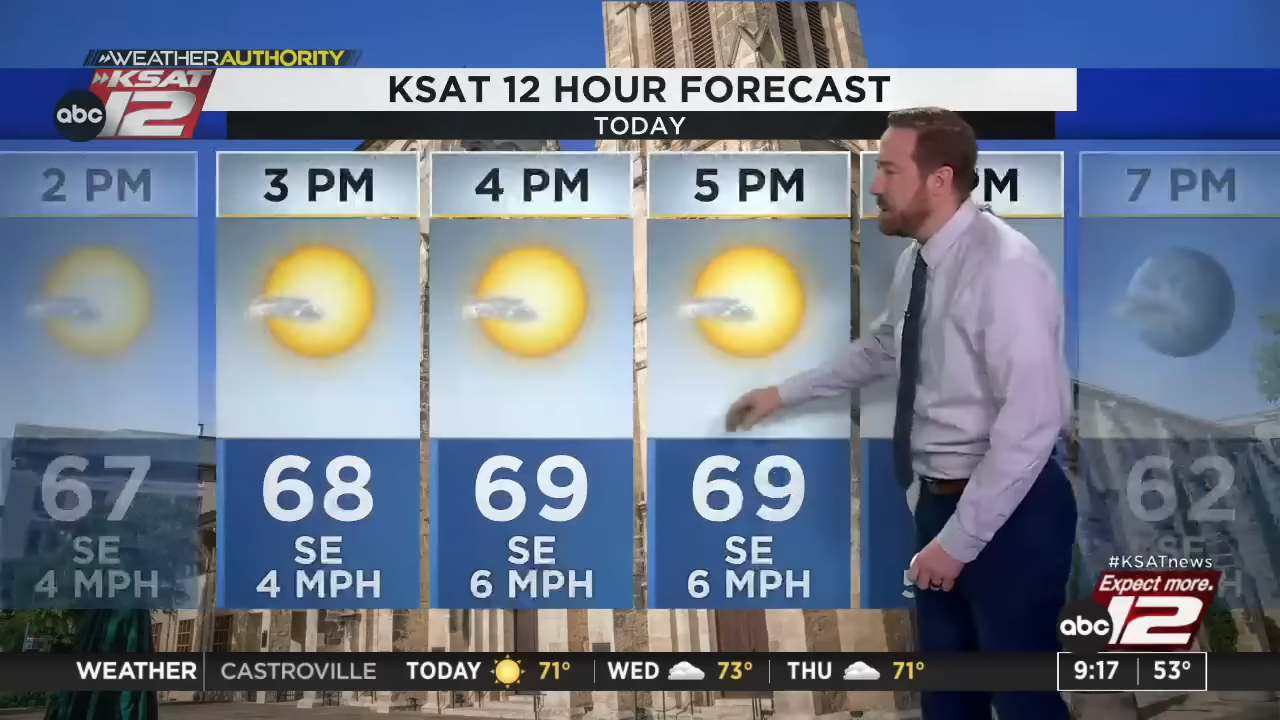 WEATHERAUTHORITY
KSAT
abc 12
KSAT 12 HOUR FORECAST
TODAY
2 PM
3 PM
4 PM
5 PM
PM
7 PM
67
68
69
69
62
SE
SE
SE
SE
4 MPH
4 MPH
6 MPH
6 MPH
#KSATnews
Expect more.
abc 12
WEATHER
CASTROVILLE
TODAY 71°
WED 73°
THU 71°
9:17
53°